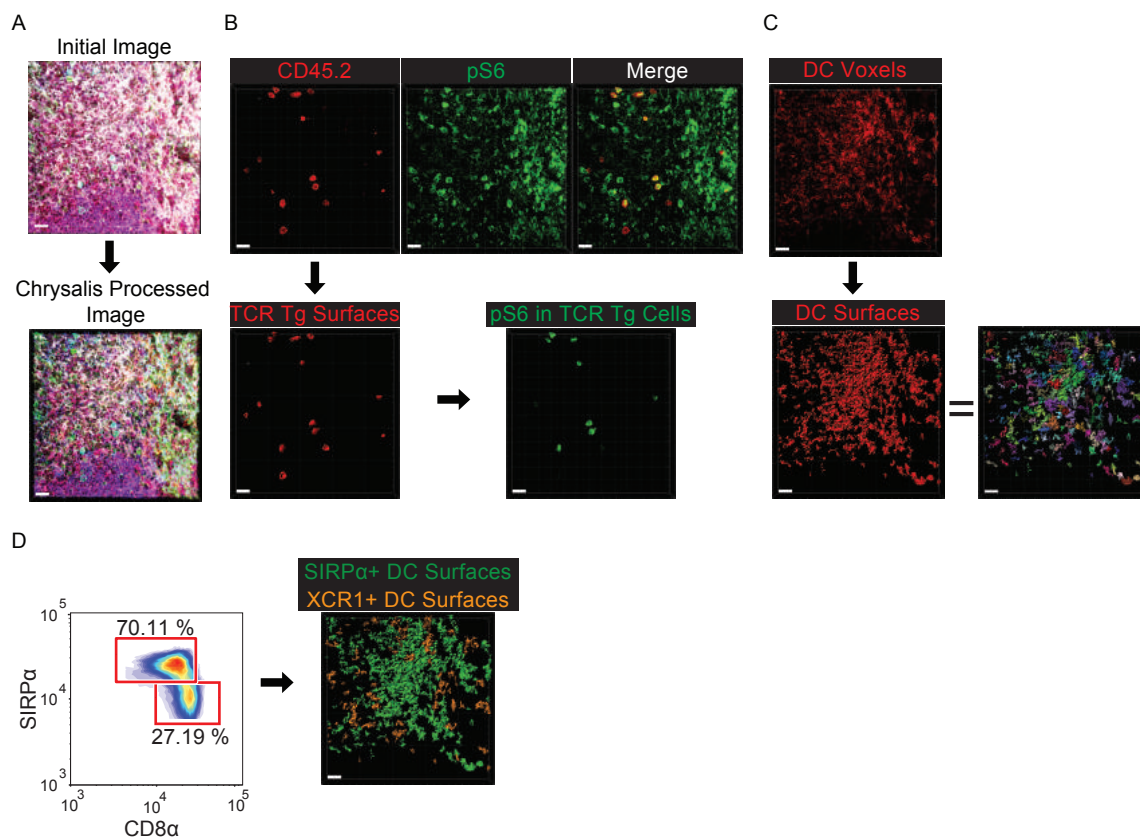 A
Initial Image
Chrysalis Processed
Image
B
CD45.2
pS6
Merge
TCR Tg Surfaces
pS6 in TCR Tg Cells
C
DC Voxels
DC Surfaces
=
D
SIRPα
10^5
10^4
10^3
70.11 %
27.19 %
10^3
10^4
10^5
CD8α
SIRPα+ DC Surfaces
XCR1+ DC Surfaces